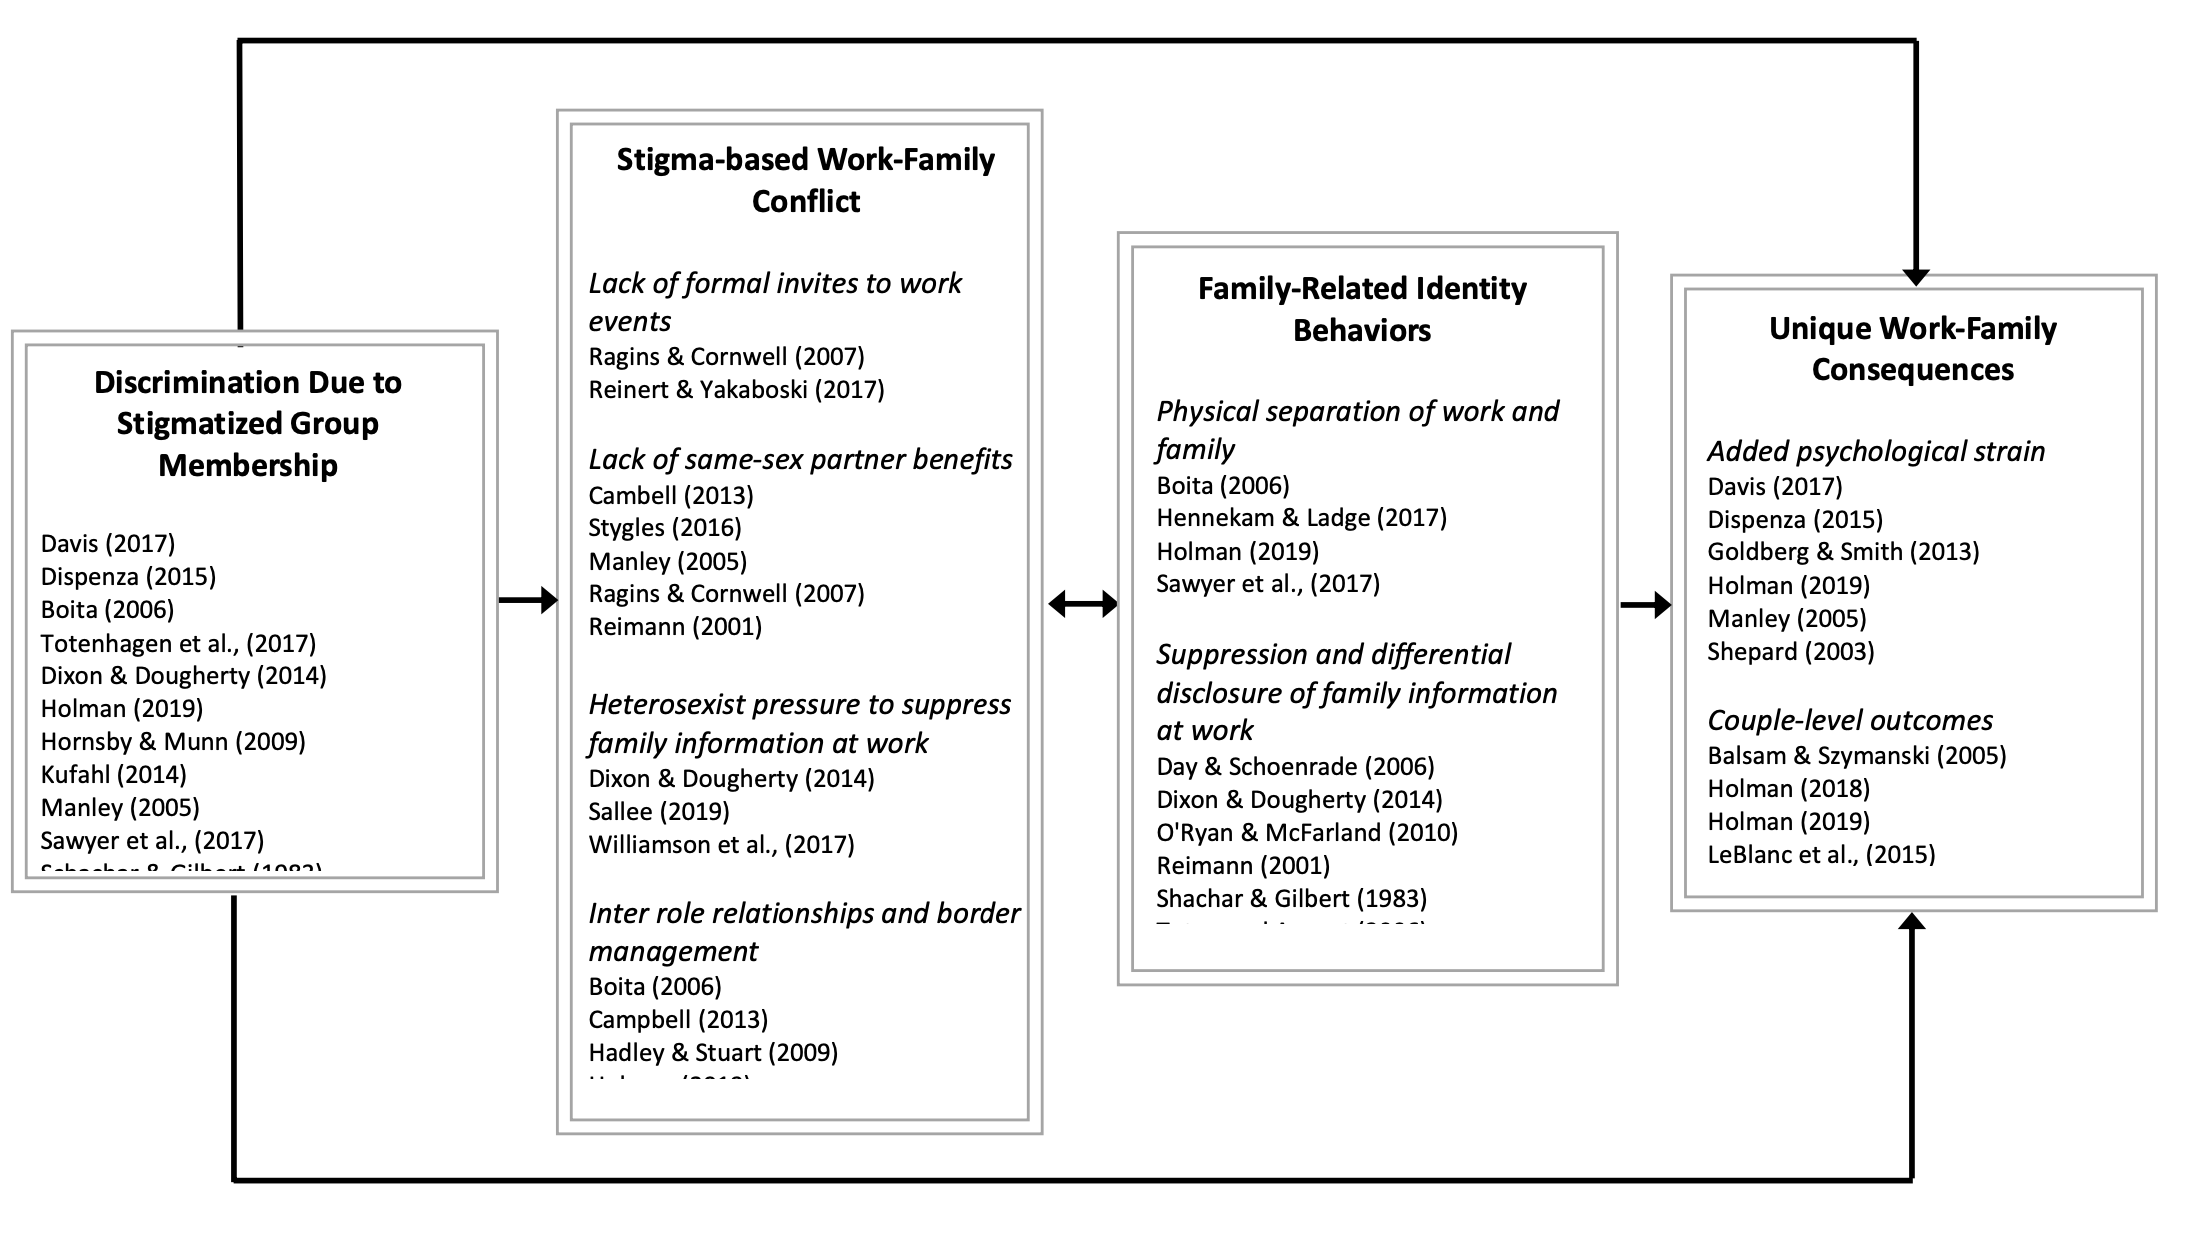 Discrimination Due to
Stigmatized Group
Membership
Davis (2017)
Dispenza (2015)
Boita (2006)
Totenhagen et al., (2017)
Dixon & Dougherty (2014)
Holman (2019)
Hornsby & Munn (2009)
Kufahl (2014)
Manley (2005)
Sawyer et al., (2017)
Stigma-based Work-Family
Conflict
Lack of formal invites to work
events
Ragins & Cornwell (2007)
Reinert & Yakaboski (2017)
Lack of same-sex partner benefits
Cambell (2013)
Stygles (2016)
Manley (2005)
Ragins & Cornwell (2007)
Reimann (2001)
Heterosexist pressure to suppress
family information at work
Dixon & Dougherty (2014)
Sallee (2019)
Williamson et al., (2017)
Inter role relationships and border
management
Boita (2006)
Campbell (2013)
Hadley & Stuart (2009)
Family-Related Identity
Behaviors
Physical separation of work and
family
Boita (2006)
Hennekam & Ladge (2017)
Holman (2019)
Sawyer et al., (2017)
Suppression and differential
disclosure of family information
at work
Day & Schoenrade (2006)
Dixon & Dougherty (2014)
O'Ryan & McFarland (2010)
Reimann (2001)
Shachar & Gilbert (1983)
Unique Work-Family
Consequences
Added psychological strain
Davis (2017)
Dispenza (2015)
Goldberg & Smith (2013)
Holman (2019)
Manley (2005)
Shepard (2003)
Couple-level outcomes
Balsam & Szymanski (2005)
Holman (2018)
Holman (2019)
LeBlanc et al., (2015)